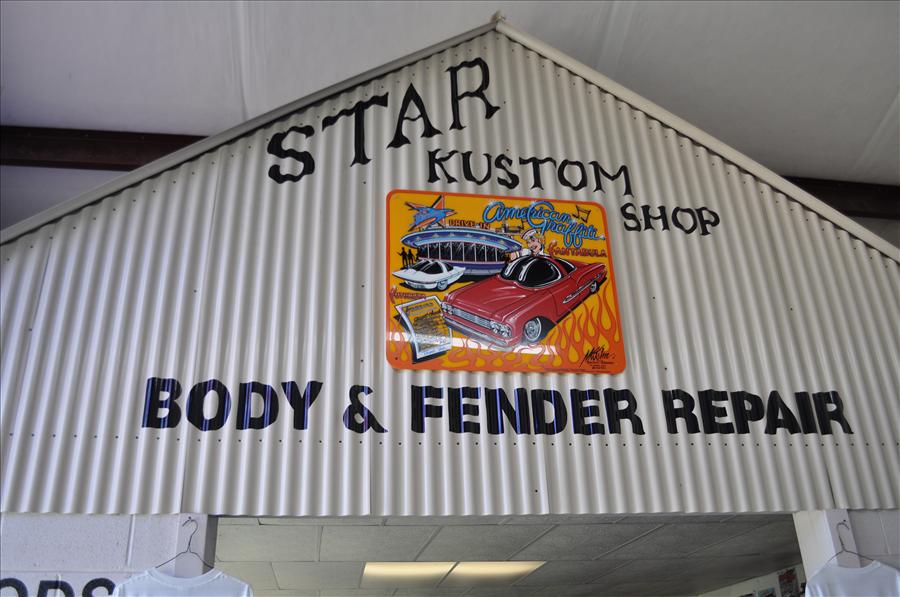 STAR
KUSTOM
SHOP
DRIVE-IN
American
Graffiti
BODY & FENDER REPAIR